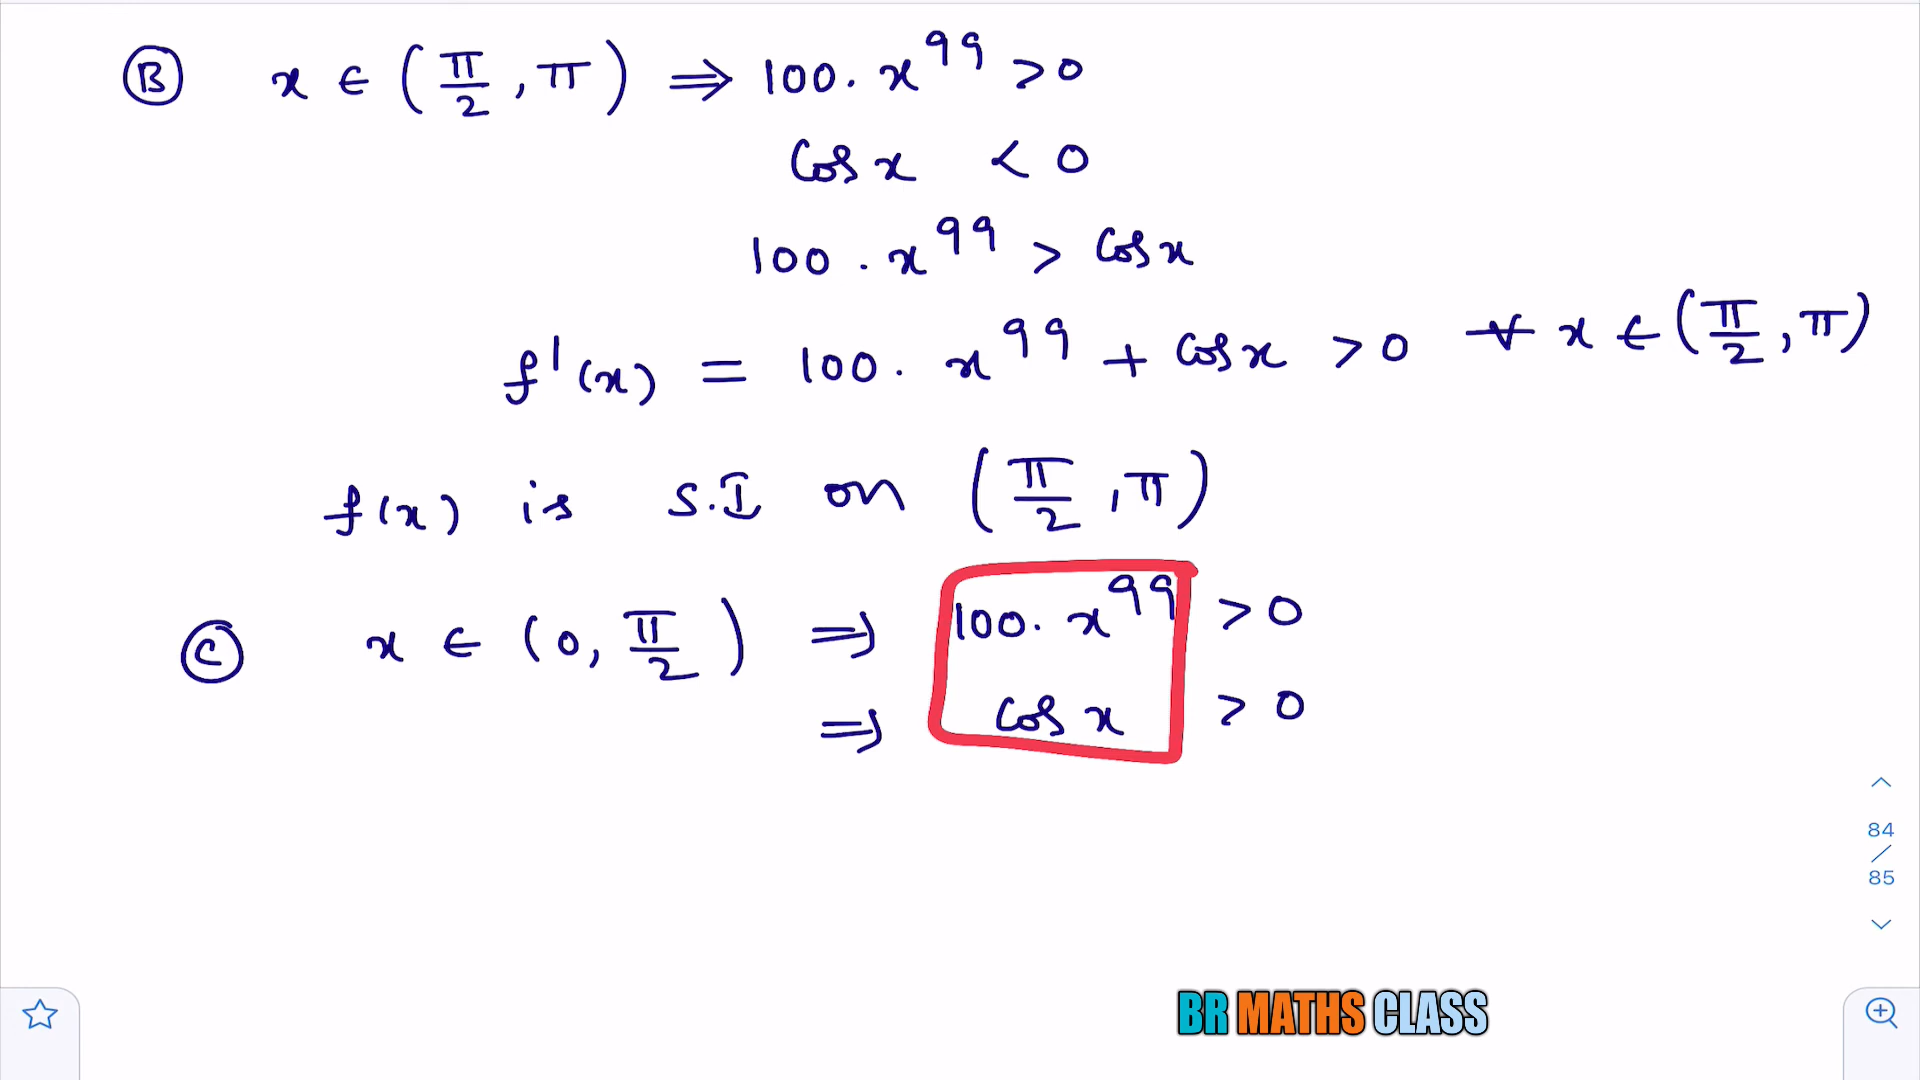 Ⓑ x ∈ (π/2, π) ⇒ 100. x^99 > 0
Cos x < 0
100 . x^99 > Cos x
f'(x) = 100. x^99 + Cos x > 0 ∀ x ∈ (π/2, π)
f(x) is S.I on (π/2, π)
Ⓒ x ∈ (0, π/2) ⇒ 100. x^99 > 0
⇒ Cos x > 0
84
/
85
BR MATHS CLASS